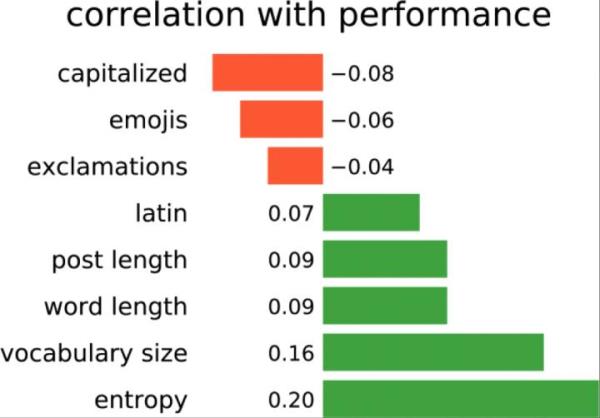 correlation with performance
capitalized −0.08
emojis −0.06
exclamations −0.04
latin 0.07
post length 0.09
word length 0.09
vocabulary size 0.16
entropy 0.20